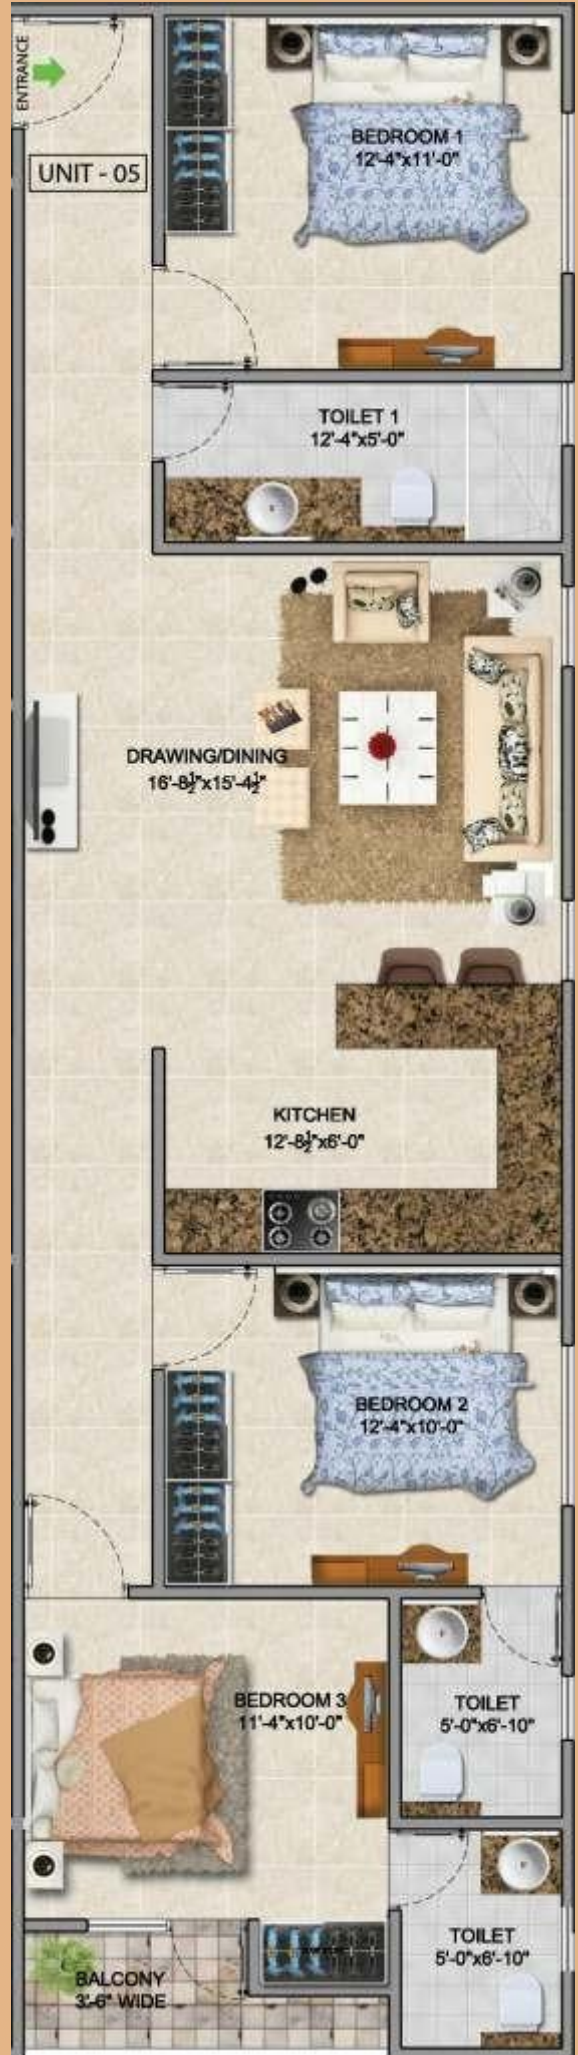 ENTRANCE
UNIT - 05
BEDROOM 1
12'-4"x11'-0"
TOILET 1
12'-4"x5'-0"
DRAWING/DINING
16'-8½"x15'-4½"
KITCHEN
12'-8½"x6'-0"
BEDROOM 2
12'-4"x10'-0"
BEDROOM 3
11'-4"x10'-0"
TOILET
5'-0"x6'-10"
TOILET
5'-0"x6'-10"
BALCONY
3'-6" WIDE